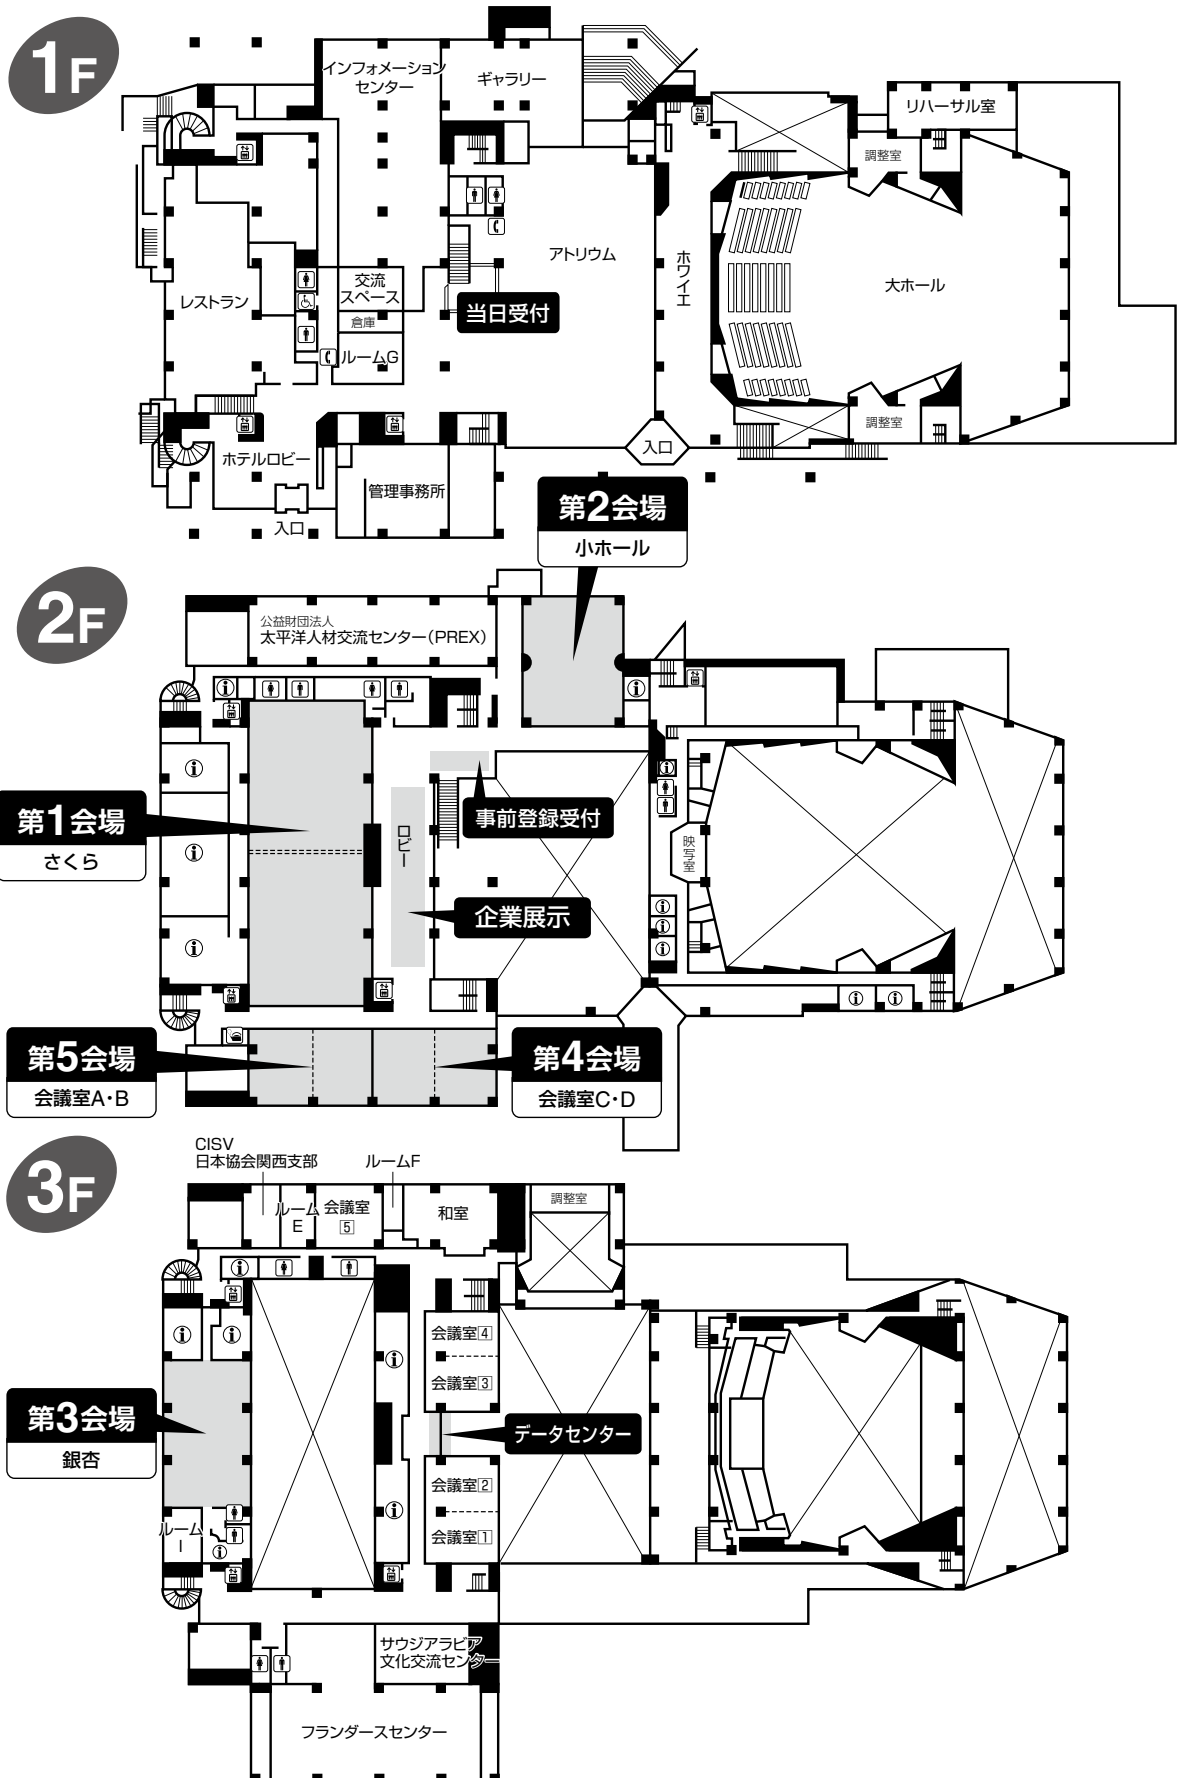 1F
インフォメーション
センター
ギャラリー
リハーサル室
調整室
アトリウム
ホワイエ
大ホール
レストラン
交流
スペース
倉庫
ルームG
当日受付
調整室
入口
ホテルロビー
管理事務所
入口
第2会場
小ホール
2F
公益財団法人
太平洋人材交流センター(PREX)
第1会場
さくら
ロビー
事前登録受付
映写室
企業展示
第5会場
会議室A・B
第4会場
会議室C・D
3F
CISV
日本協会関西支部
ルームF
ルーム
E
会議室
5
和室
調整室
会議室4
会議室3
第3会場
銀杏
データセンター
会議室2
会議室1
ルーム
I
サウジアラビア
文化交流センター
フランダースセンター